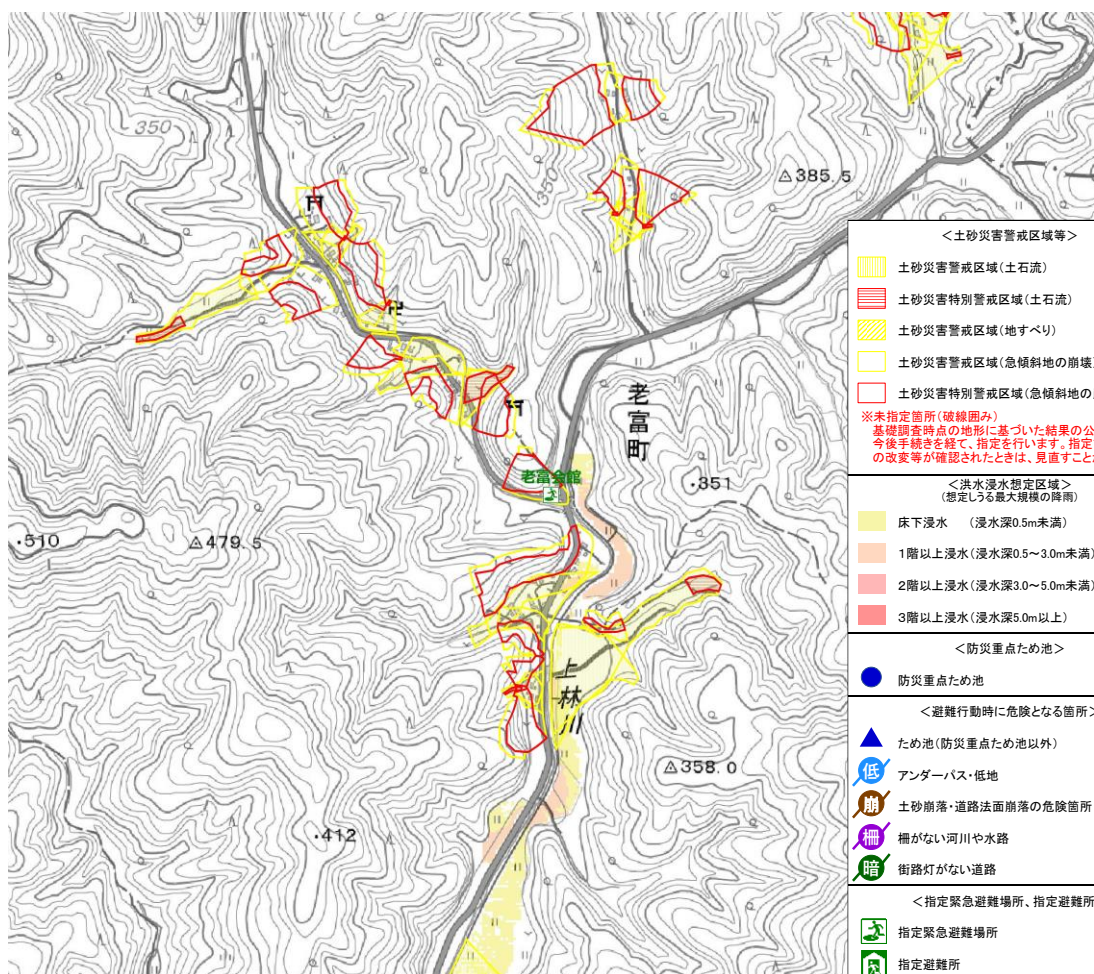 350
350
385.5
老富町
老富会館
351
510
479.5
上林川
358.0
412
＜土砂災害警戒区域等＞
土砂災害警戒区域(土石流)
土砂災害特別警戒区域(土石流)
土砂災害警戒区域(地すべり)
土砂災害警戒区域(急傾斜地の崩壊
土砂災害特別警戒区域(急傾斜地の
※未指定箇所(破線囲み)
基礎調査時点の地形に基づいた結果の公
今後手続きを経て、指定を行います。指定
の改変等が確認されたときは、見直すこと
＜洪水浸水想定区域＞
(想定しうる最大規模の降雨)
床下浸水 (浸水深0.5m未満)
1階以上浸水(浸水深0.5～3.0m未満)
2階以上浸水(浸水深3.0～5.0m未満)
3階以上浸水(浸水深5.0m以上)
＜防災重点ため池＞
防災重点ため池
＜避難行動時に危険となる箇所＞
ため池(防災重点ため池以外)
低 アンダーパス・低地
崩 土砂崩落・道路法面崩落の危険箇所
柵 柵がない河川や水路
暗 街路灯がない道路
＜指定緊急避難場所、指定避難所
指定緊急避難場所
指定避難所